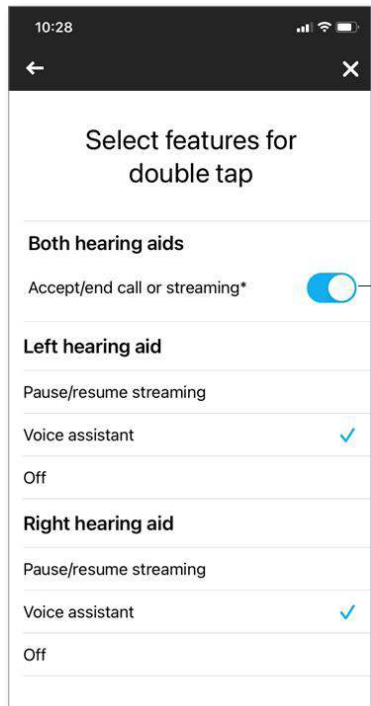 10:28
Select features for
double tap
Both hearing aids
Accept/end call or streaming*
Left hearing aid
Pause/resume streaming
Voice assistant
Off
Right hearing aid
Pause/resume streaming
Voice assistant
Off